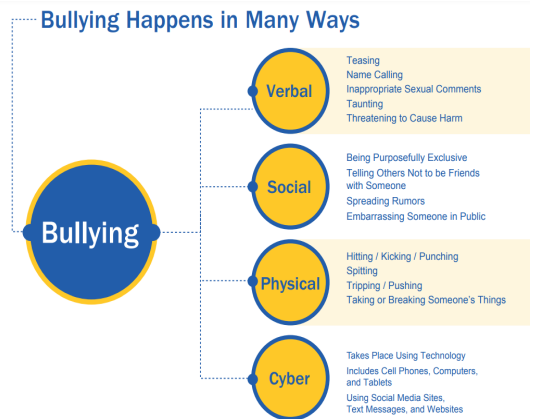 Bullying Happens in Many Ways
Bullying
Verbal
Teasing
Name Calling
Inappropriate Sexual Comments
Taunting
Threatening to Cause Harm
Social
Being Purposefully Exclusive
Telling Others Not to be Friends
with Someone
Spreading Rumors
Embarrassing Someone in Public
Physical
Hitting / Kicking / Punching
Spitting
Tripping / Pushing
Taking or Breaking Someone's Things
Cyber
Takes Place Using Technology
Includes Cell Phones, Computers,
and Tablets
Using Social Media Sites,
Text Messages, and Websites